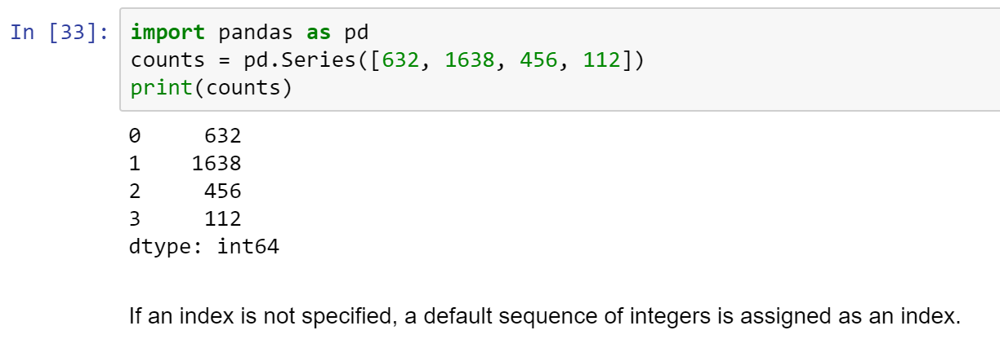 In [33]: import pandas as pd
counts = pd.Series([632, 1638, 456, 112])
print(counts)
0     632
1    1638
2     456
3     112
dtype: int64
If an index is not specified, a default sequence of integers is assigned as an index.